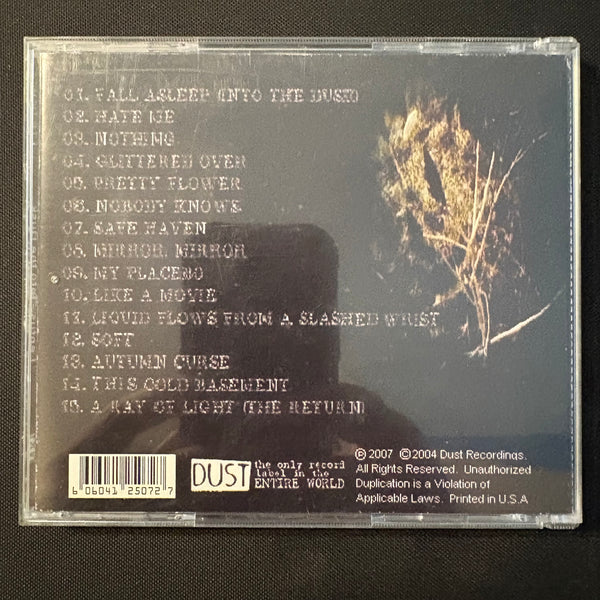 01. FALL ASLEEP (INTO THE DUSK)
02. HATE ME
03. NOTHING
04. GLITTERED OVER
05. PRETTY FLOWER
06. NOBODY KNOWS
07. SAFE HAVEN
08. MIRROR, MIRROR
09. MY PLACEBO
10. LIKE A MOVIE
11. LIQUID FLOWS FROM A SLASHED WRIST
12. SOFT
13. AUTUMN CURSE
14. THIS COLD BASEMENT
15. A RAY OF LIGHT (THE RETURN)
6 06041 25072 7
DUST
the only record
label in the
ENTIRE WORLD
℗ 2007 ©2004 Dust Recordings.
All Rights Reserved. Unauthorized
Duplication is a Violation of
Applicable Laws. Printed in U.S.A